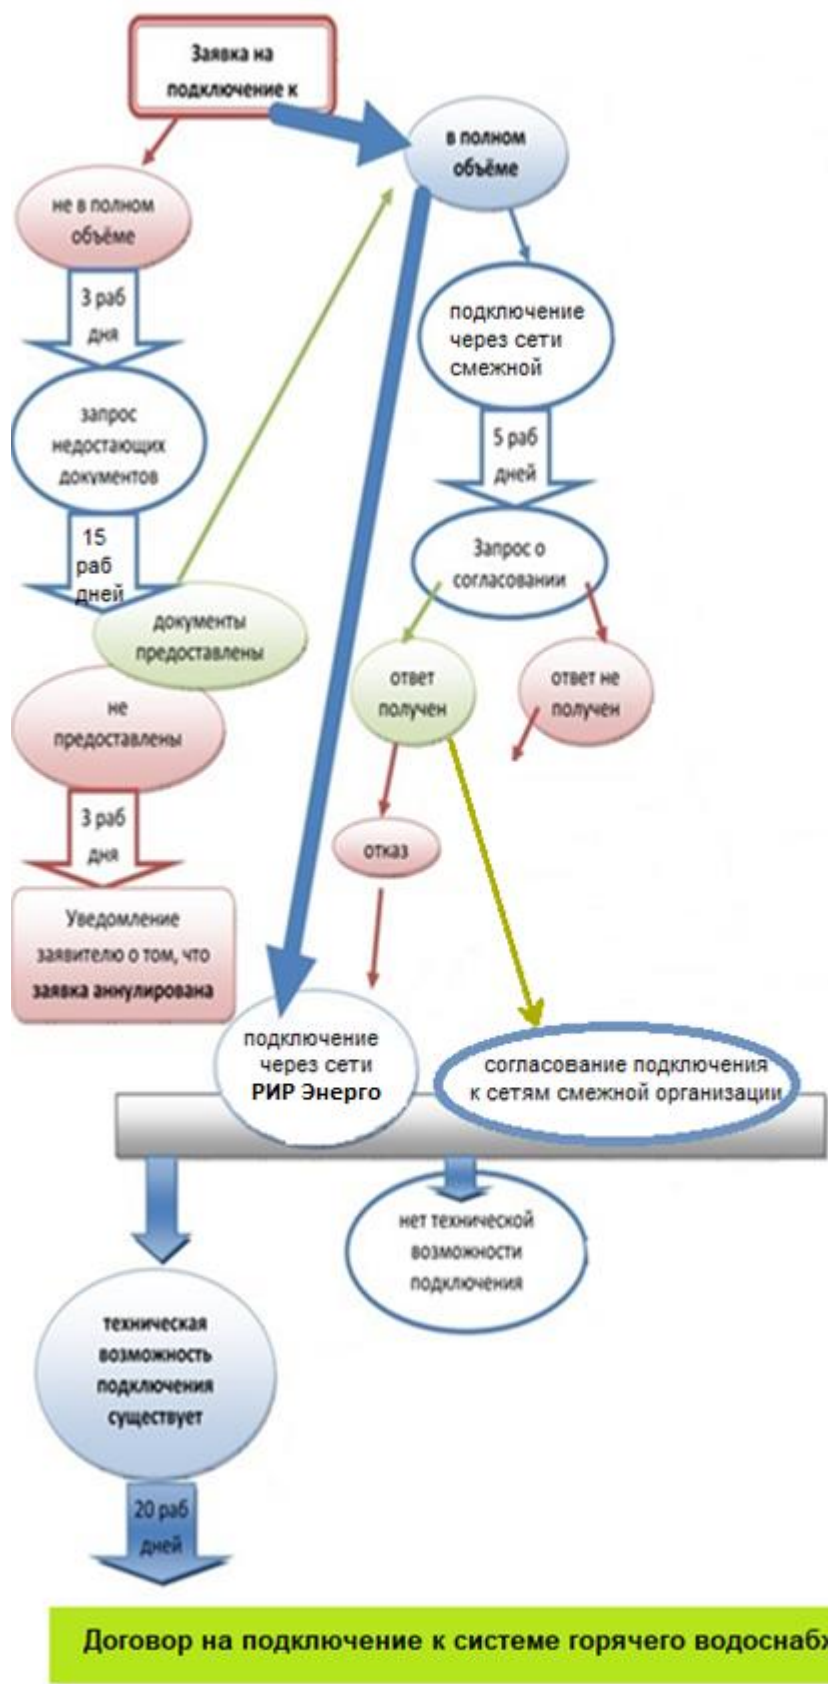 Заявка на
подключение к
в полном
объёме
не в полном
объёме
3 раб
дня
подключение
через сети
смежной
запрос
недостающих
документов
5 раб
дней
15
раб
дней
Запрос о
согласовании
документы
предоставлены
ответ
получен
ответ не
получен
не
предоставлены
3 раб
дня
отказ
Уведомление
заявителю о том, что
заявка аннулирована
подключение
через сети
РИР Энерго
согласование подключения
к сетям смежной организации
нет технической
возможности
подключения
техническая
возможность
подключения
существует
20 раб
дней
Договор на подключение к системе горячего водоснаб